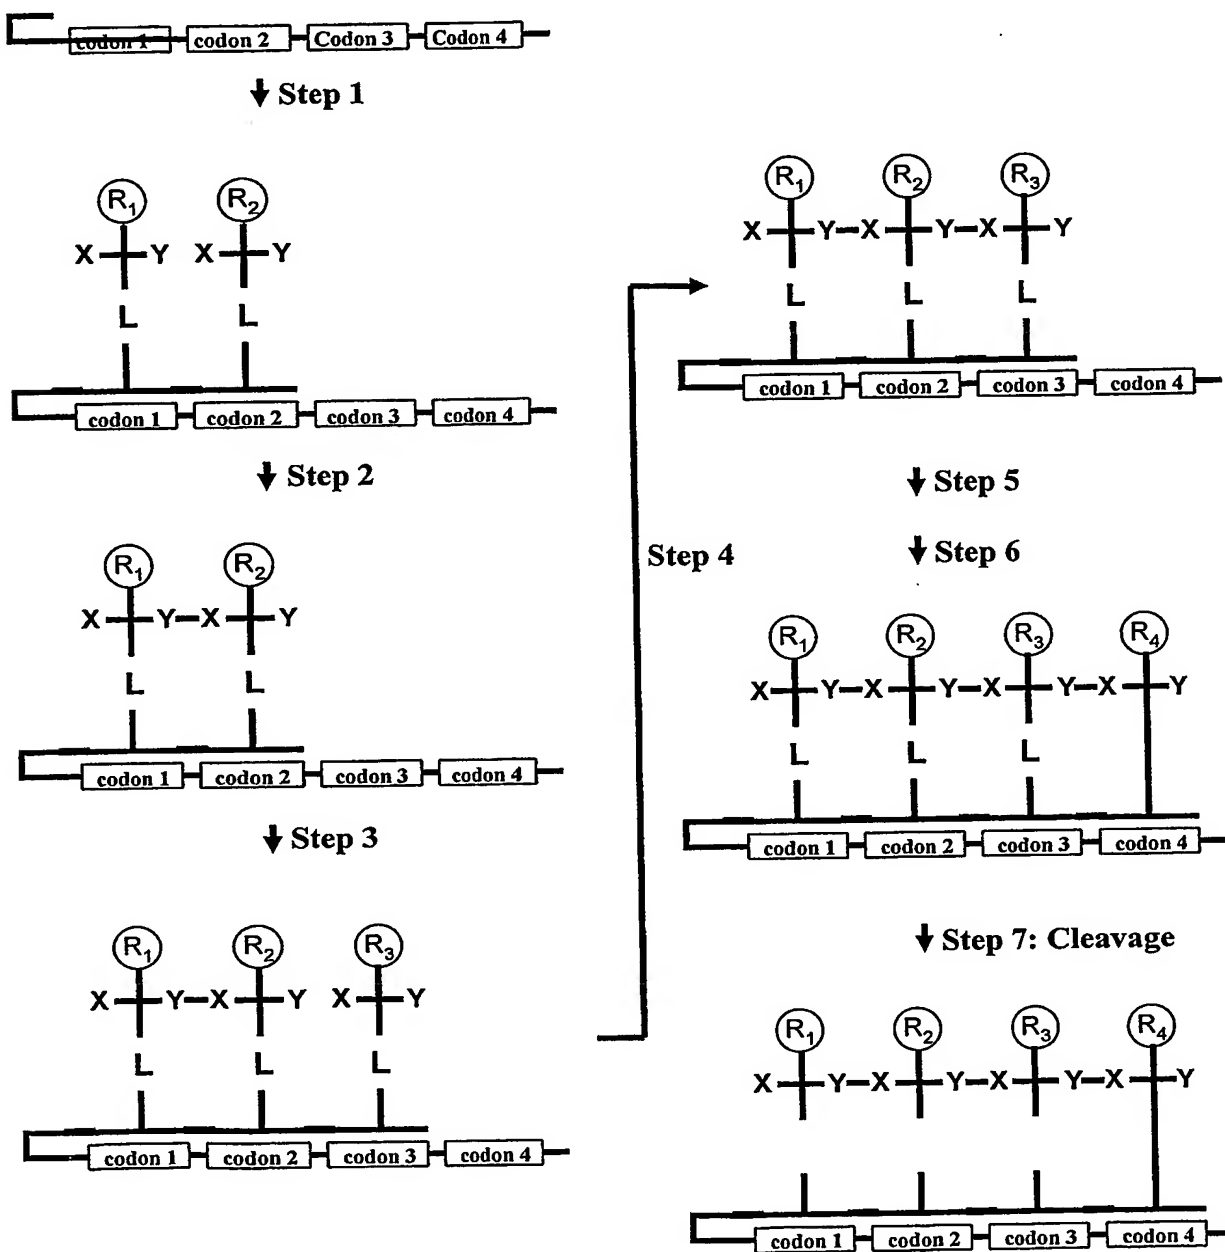 codon 1 codon 2 Codon 3 Codon 4
Step 1
R1 R2
X Y X Y
L L
codon 1 codon 2 codon 3 codon 4
Step 2
R1 R2
X Y–X Y
L L
codon 1 codon 2 codon 3 codon 4
Step 3
R1 R2 R3
X Y–X Y X Y
L L L
codon 1 codon 2 codon 3 codon 4
Step 4
R1 R2 R3
X Y–X Y–X Y
L L L
codon 1 codon 2 codon 3 codon 4
Step 5
Step 6
R1 R2 R3 R4
X Y–X Y–X Y–X Y
L L L
codon 1 codon 2 codon 3 codon 4
Step 7: Cleavage
R1 R2 R3 R4
X Y–X Y–X Y–X Y
codon 1 codon 2 codon 3 codon 4